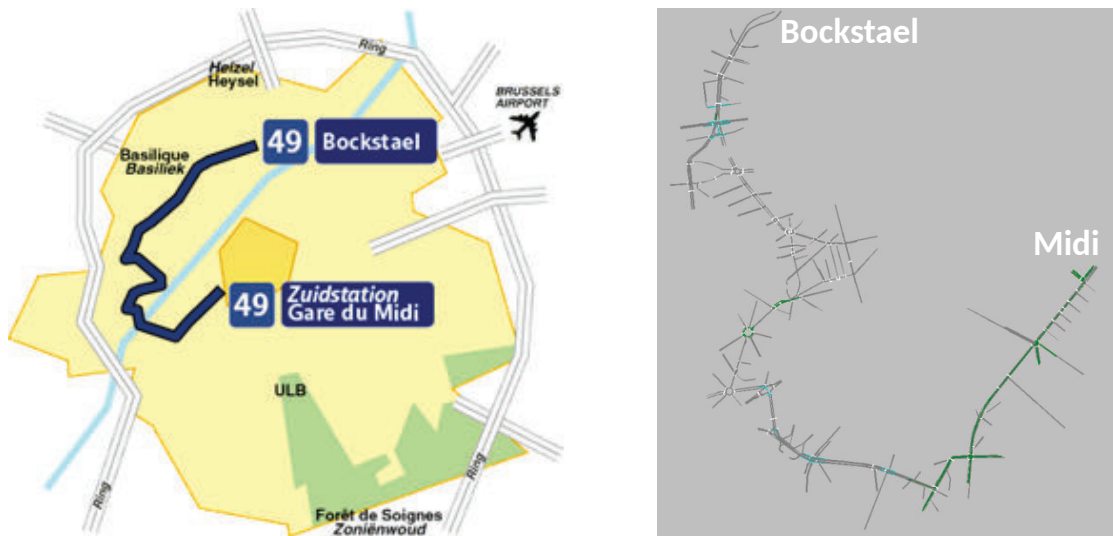 Ring
Heizel
Heysel
BRUSSELS
AIRPORT
49 Bockstael
Basilique
Basiliek
49 Zuidstation
Gare du Midi
ULB
Ring
Ring
Forêt de Soignes
Zoniënwoud
Bockstael
Midi